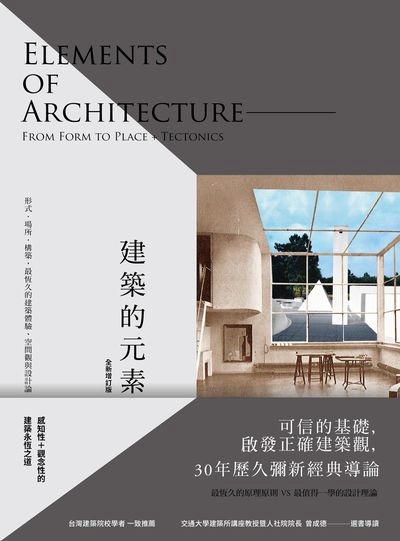 ELEMENTS
OF
ARCHITECTURE
FROM FORM TO PLACE + TECTONICS
形式・場所・構築，最恆久的建築體驗、空間觀與設計論
建築的元素
全新增訂版
感知性＋觀念性的
建築永恆之道
可信的基礎，
啟發正確建築觀，
30年歷久彌新經典導論
最恆久的原理原則 VS 最值得一學的設計理論
台灣建築院校學者 一致推薦
交通大學建築所講座教授暨人社院院長 曾成德———選書導讀